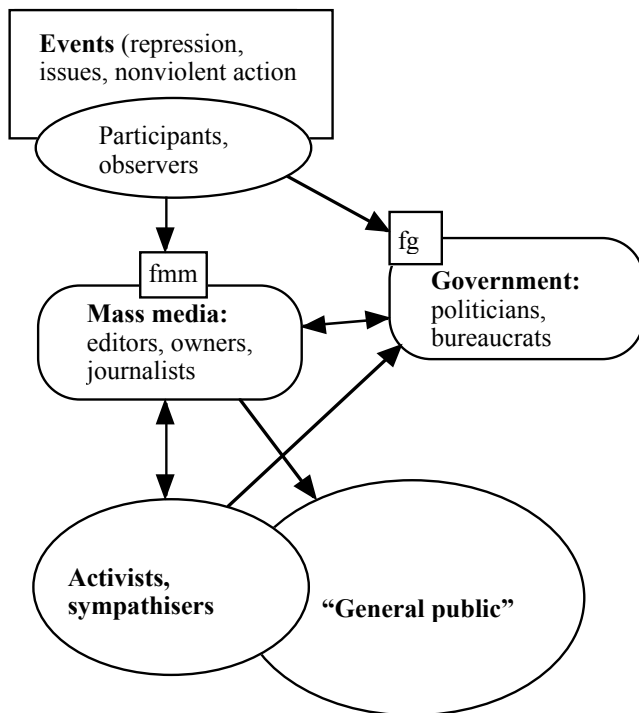 Events (repression,
issues, nonviolent action
Participants,
observers
fg
fmm
Government:
politicians,
bureaucrats
Mass media:
editors, owners,
journalists
Activists,
sympathisers
“General public”